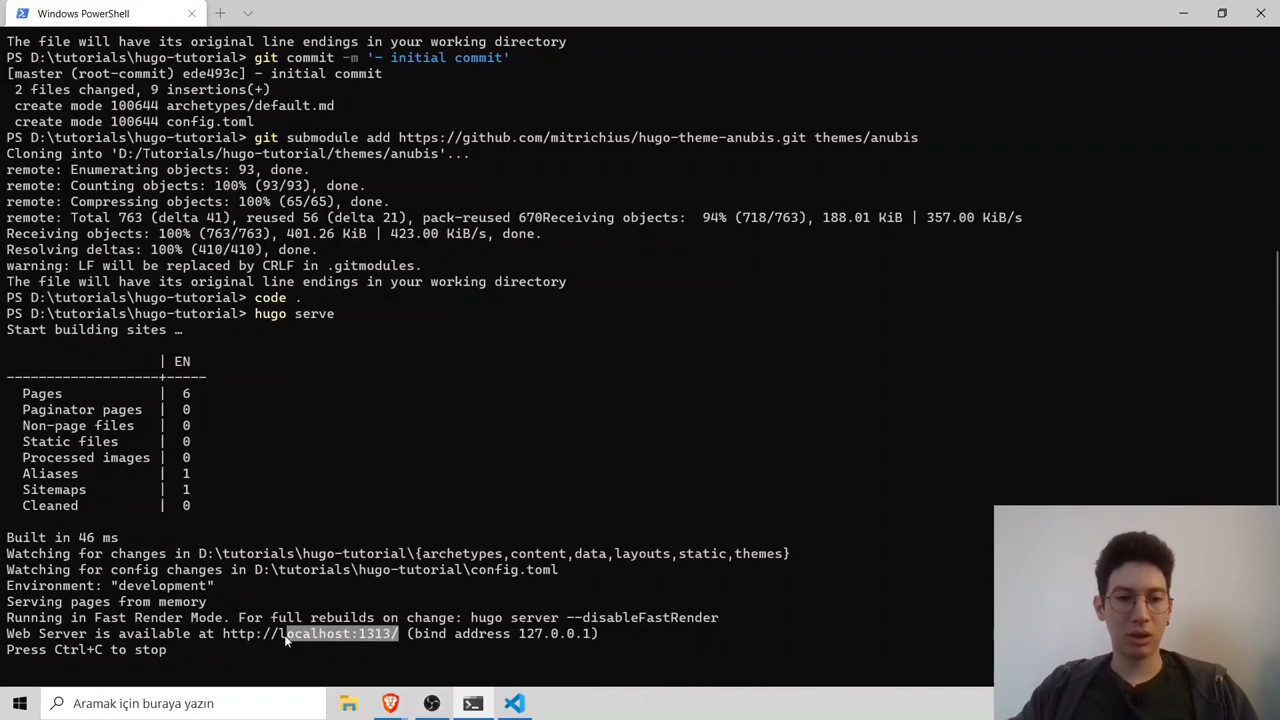 Windows PowerShell
The file will have its original line endings in your working directory
PS D:\tutorials\hugo-tutorial> git commit -m '- initial commit'
[master (root-commit) ede493c] - initial commit
2 files changed, 9 insertions(+)
create mode 100644 archetypes/default.md
create mode 100644 config.toml
PS D:\tutorials\hugo-tutorial> git submodule add https://github.com/mitrichius/hugo-theme-anubis.git themes/anubis
Cloning into 'D:/Tutorials/hugo-tutorial/themes/anubis'...
remote: Enumerating objects: 93, done.
remote: Counting objects: 100% (93/93), done.
remote: Compressing objects: 100% (65/65), done.
remote: Total 763 (delta 41), reused 56 (delta 21), pack-reused 670Receiving objects:  94% (718/763), 188.01 KiB | 357.00 KiB/s
Receiving objects: 100% (763/763), 401.26 KiB | 423.00 KiB/s, done.
Resolving deltas: 100% (410/410), done.
warning: LF will be replaced by CRLF in .gitmodules.
The file will have its original line endings in your working directory
PS D:\tutorials\hugo-tutorial> code .
PS D:\tutorials\hugo-tutorial> hugo serve
Start building sites …
| EN
-------------------+-----
Pages | 6
Paginator pages | 0
Non-page files | 0
Static files | 0
Processed images | 0
Aliases | 1
Sitemaps | 1
Cleaned | 0
Built in 46 ms
Watching for changes in D:\tutorials\hugo-tutorial\{archetypes,content,data,layouts,static,themes}
Watching for config changes in D:\tutorials\hugo-tutorial\config.toml
Environment: "development"
Serving pages from memory
Running in Fast Render Mode. For full rebuilds on change: hugo server --disableFastRender
Web Server is available at http://localhost:1313/ (bind address 127.0.0.1)
Press Ctrl+C to stop
Aramak için buraya yazın